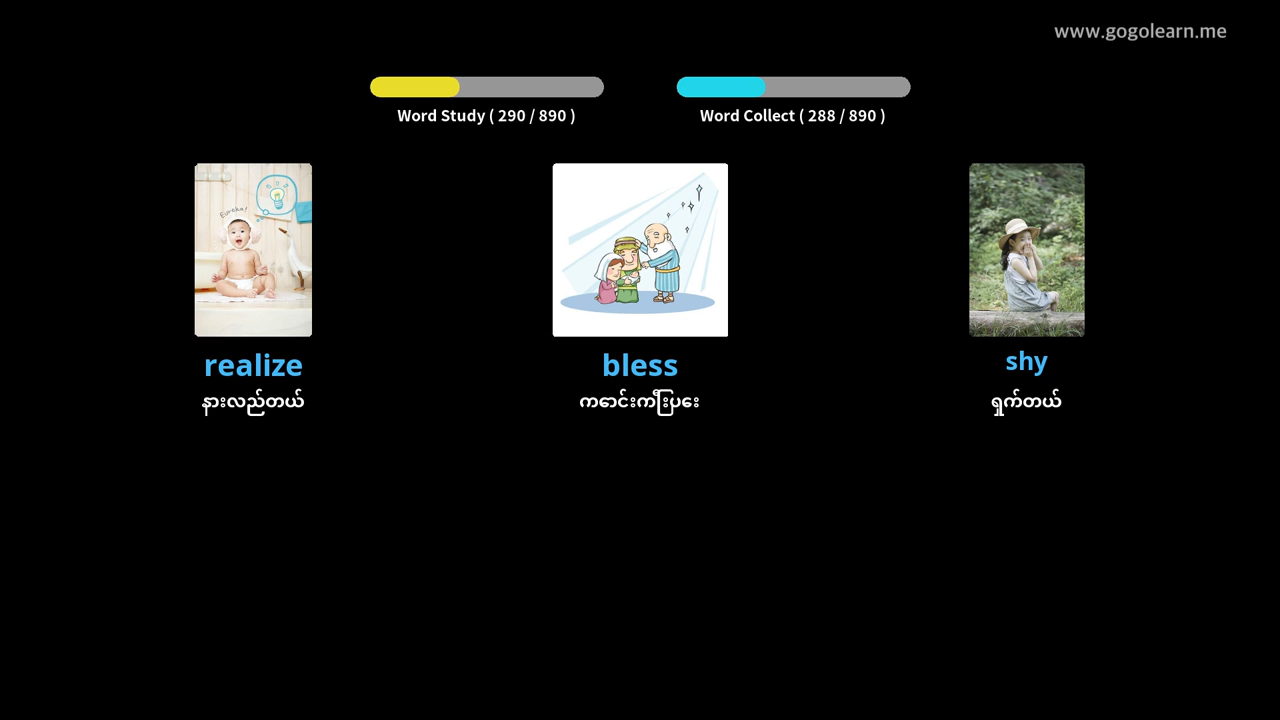 www.gogolearn.me
Word Study ( 290 / 890 )
Word Collect ( 288 / 890 )
Eureka!
realize
bless
shy
နားလည်တယ်
ကောင်းကြီးပေး
ရှက်တယ်